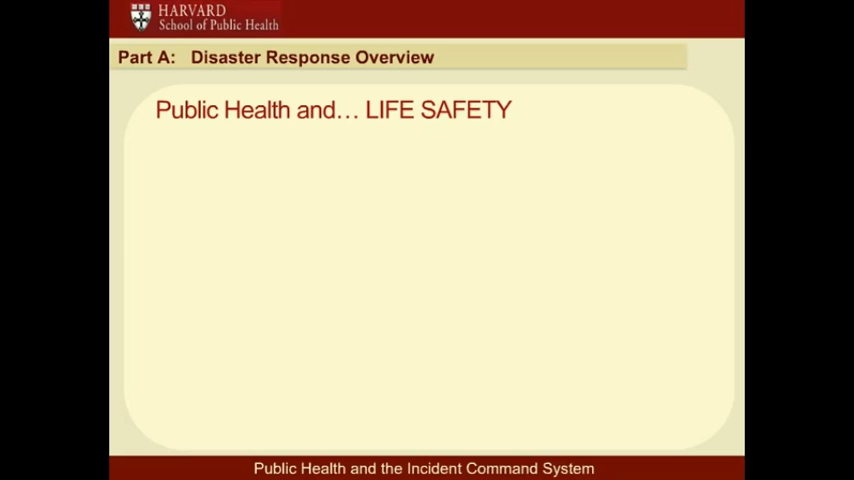 HARVARD
School of Public Health
Part A: Disaster Response Overview
Public Health and… LIFE SAFETY
Public Health and the Incident Command System